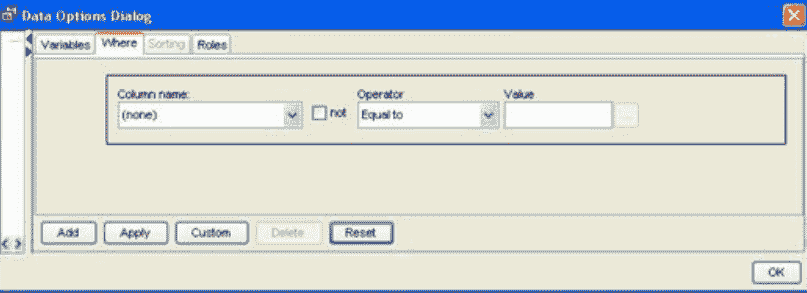 Data Options Dialog
Variables Where Sorting Roles
Column name: Operator Value
(none) not Equal to
Add Apply Custom Delete Reset
OK